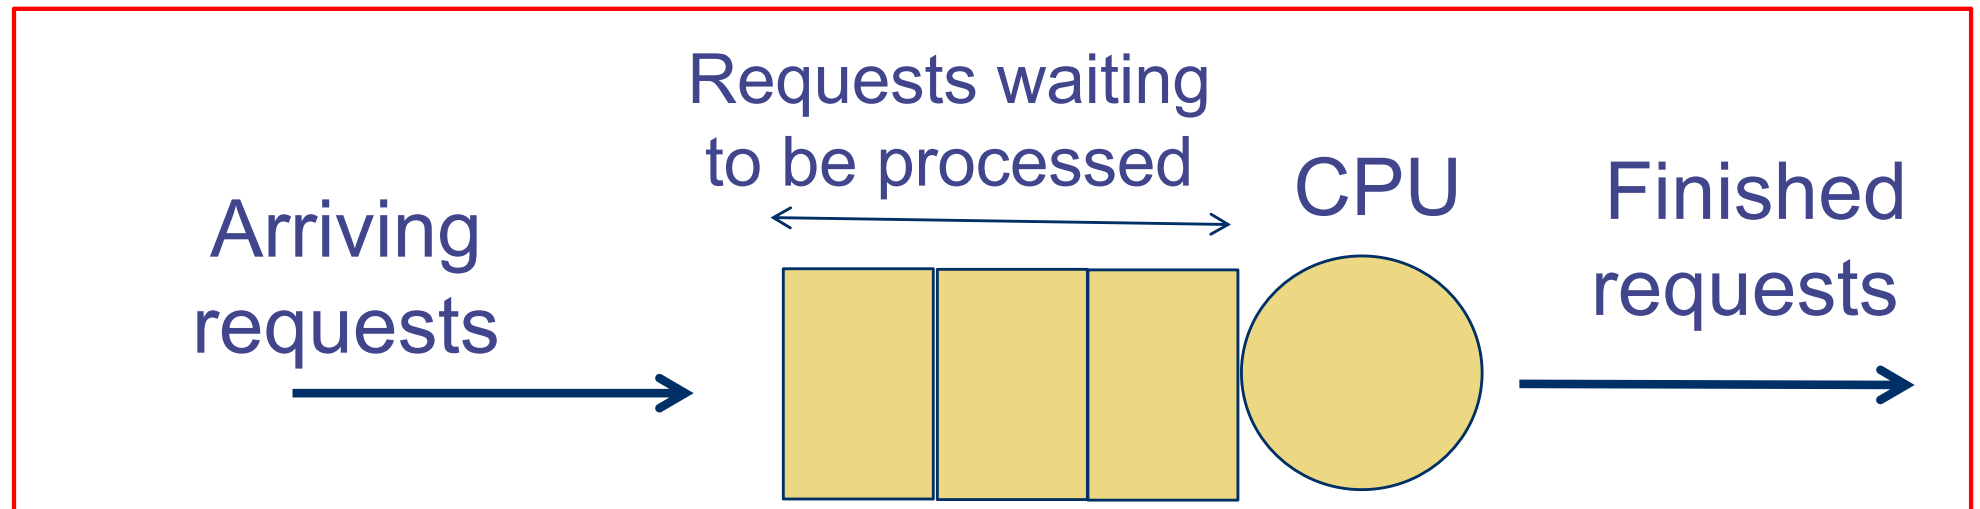 Requests waiting
to be processed
CPU
Finished
requests
Arriving
requests